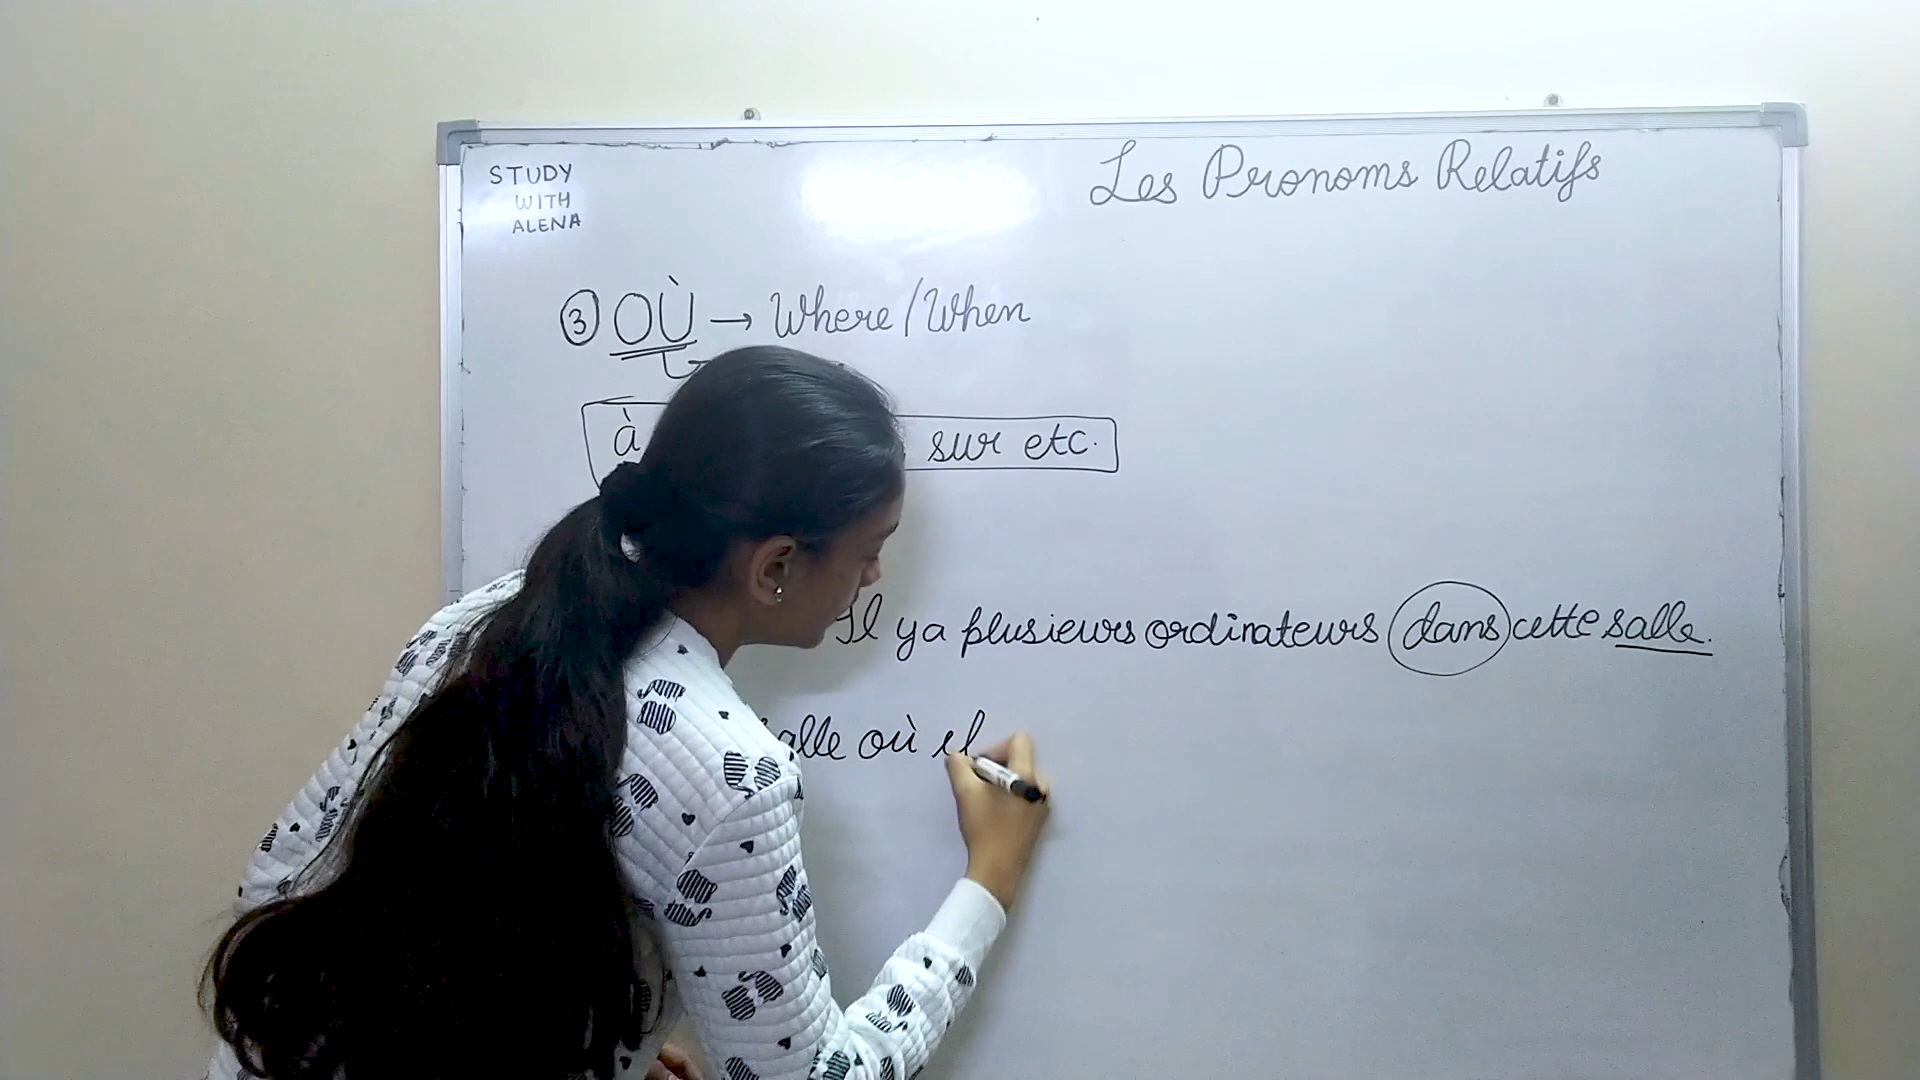 STUDY
WITH
ALENA
Les Pronoms Relatifs
③ OÙ → Where/When
à sur etc.
Il y a plusieurs ordinateurs dans cette salle.
où il